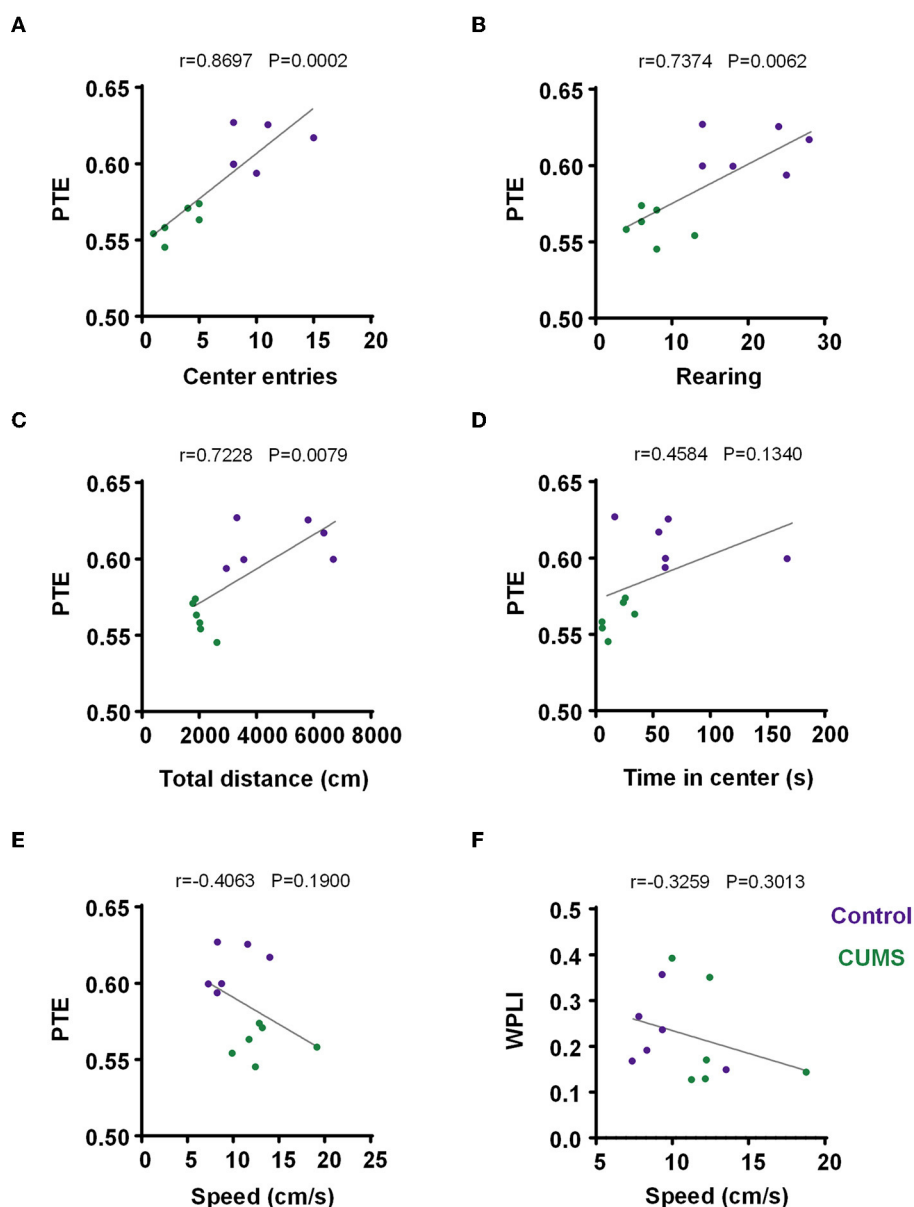 A
r=0.8697 P=0.0002
0.65
0.60
0.55
0.50
PTE
0 5 10 15 20
Center entries
B
r=0.7374 P=0.0062
0.65
0.60
0.55
0.50
PTE
0 10 20 30
Rearing
C
r=0.7228 P=0.0079
0.65
0.60
0.55
0.50
PTE
0 2000 4000 6000 8000
Total distance (cm)
D
r=0.4584 P=0.1340
0.65
0.60
0.55
0.50
PTE
0 50 100 150 200
Time in center (s)
E
r=-0.4063 P=0.1900
0.65
0.60
0.55
0.50
PTE
0 5 10 15 20 25
Speed (cm/s)
F
r=-0.3259 P=0.3013
0.5
0.4
0.3
0.2
0.1
0.0
WPLI
5 10 15 20
Speed (cm/s)
Control
CUMS